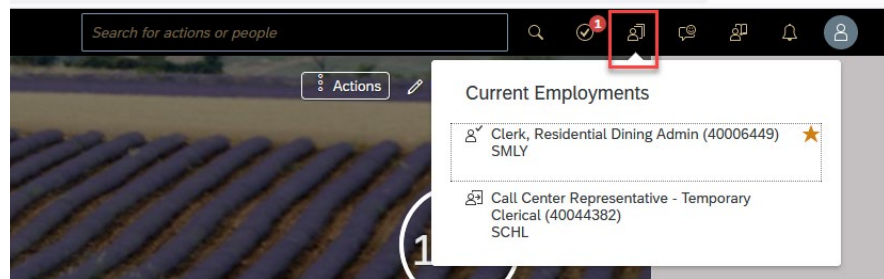 Search for actions or people
1
Actions
Current Employments
Clerk, Residential Dining Admin (40006449)
SMLY
Call Center Representative - Temporary
Clerical (40044382)
SCHL
1